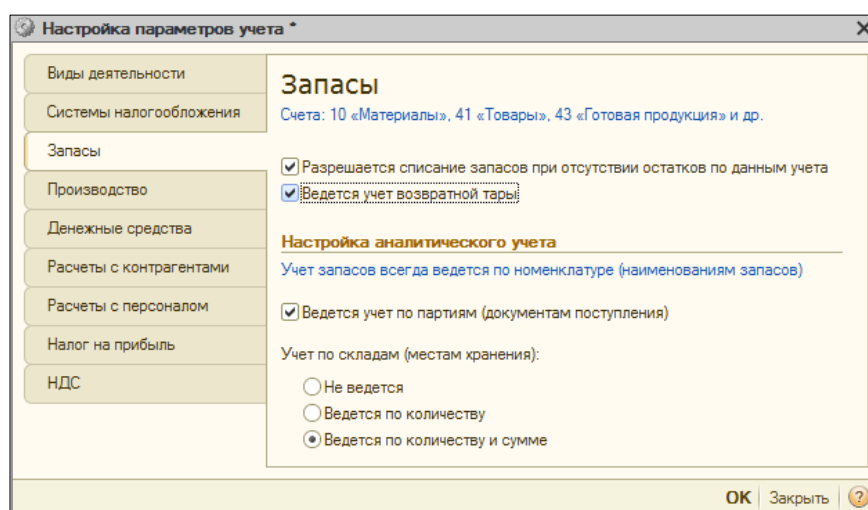 Настройка параметров учета *
Виды деятельности
Системы налогообложения
Запасы
Производство
Денежные средства
Расчеты с контрагентами
Расчеты с персоналом
Налог на прибыль
НДС
Запасы
Счета: 10 «Материалы», 41 «Товары», 43 «Готовая продукция» и др.
Разрешается списание запасов при отсутствии остатков по данным учета
Ведется учет возвратной тары
Настройка аналитического учета
Учет запасов всегда ведется по номенклатуре (наименованиям запасов)
Ведется учет по партиям (документам поступления)
Учет по складам (местам хранения):
Не ведется
Ведется по количеству
Ведется по количеству и сумме
OK Закрыть ?